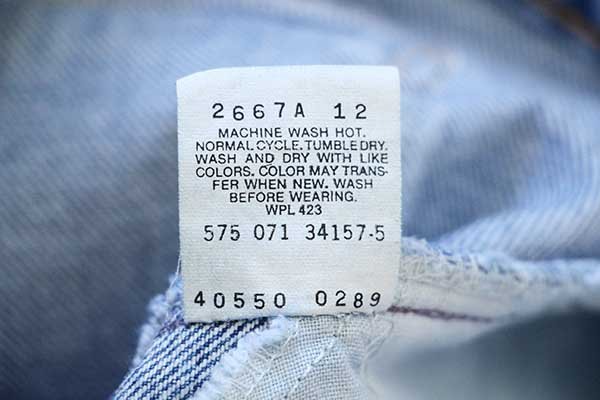 2667A 12
MACHINE WASH HOT.
NORMAL CYCLE. TUMBLE DRY.
WASH AND DRY WITH LIKE
COLORS. COLOR MAY TRANS-
FER WHEN NEW. WASH
BEFORE WEARING.
WPL 423
575 071 34157-5
40550 0289